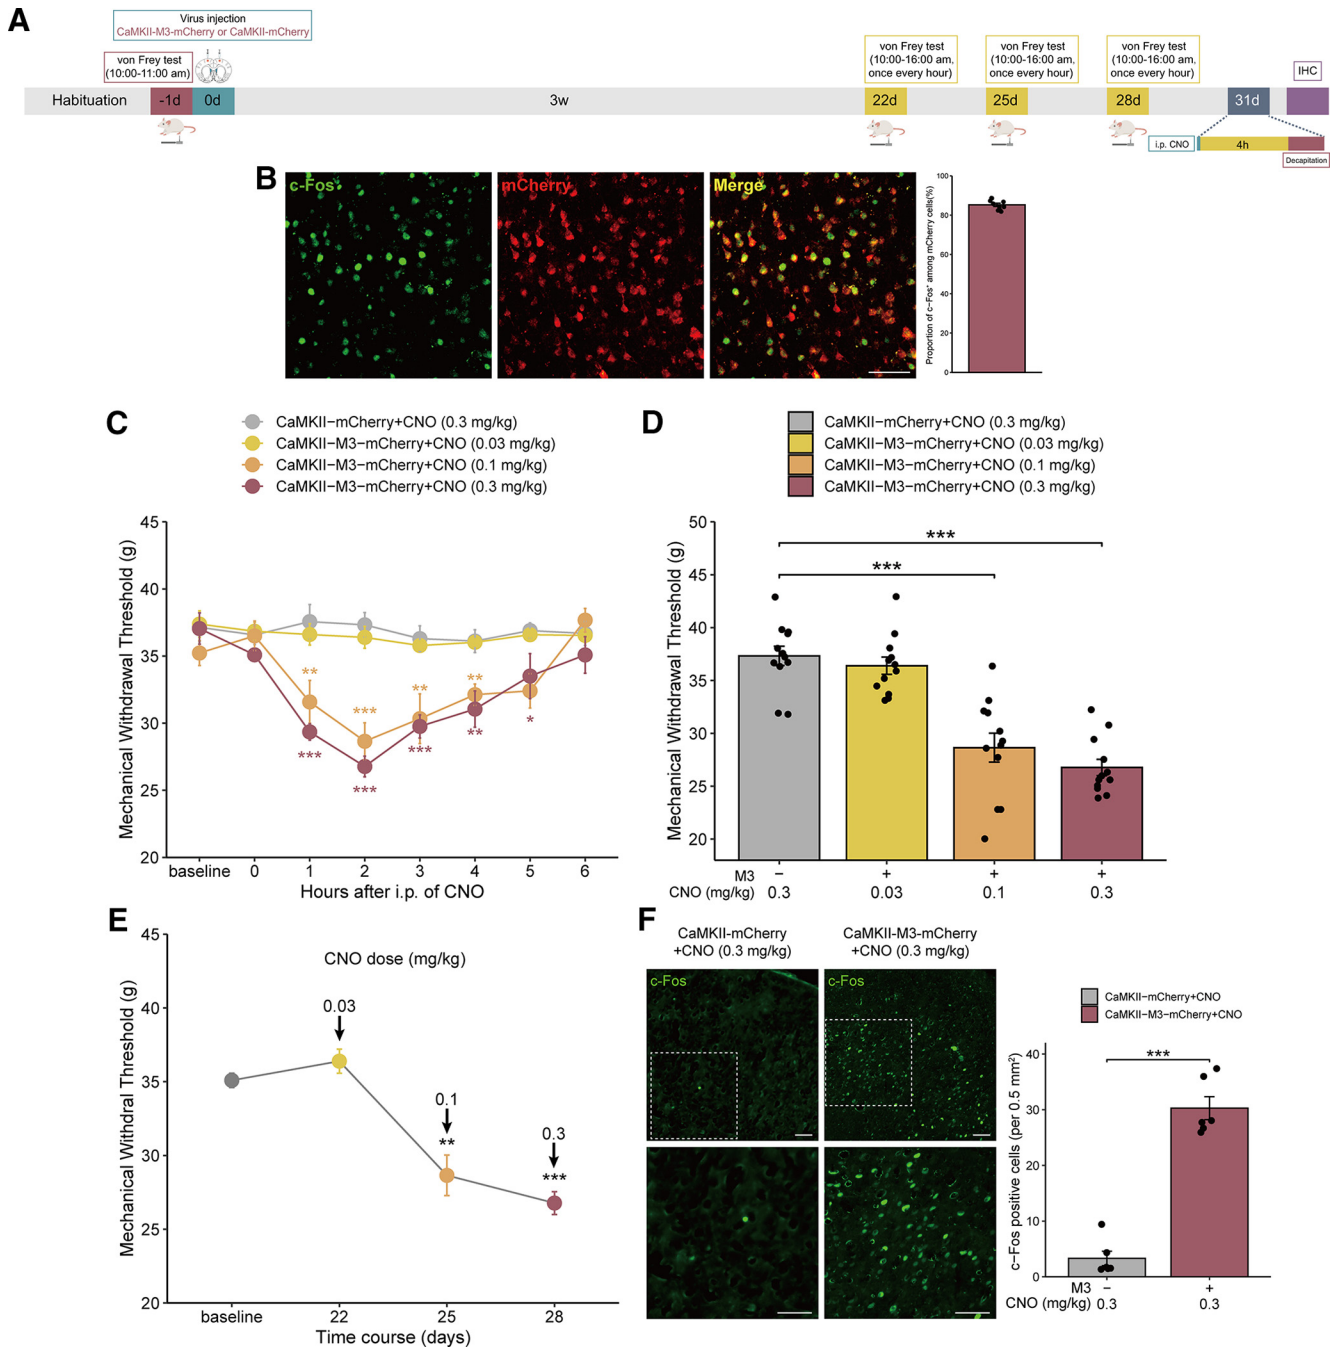 A
Virus injection
CaMKII-M3-mCherry or CaMKII-mCherry
von Frey test
(10:00-11:00 am)
von Frey test
(10:00-16:00 am,
once every hour)
von Frey test
(10:00-16:00 am,
once every hour)
von Frey test
(10:00-16:00 am,
once every hour)
IHC
Habituation
-1d
0d
3w
22d
25d
28d
31d
i.p. CNO
4h
Decapitation
B
c-Fos
mCherry
Merge
Proportion of c-Fos+ among mCherry cells(%)
100
80
60
40
20
0
C
CaMKII-mCherry+CNO (0.3 mg/kg)
CaMKII-M3-mCherry+CNO (0.03 mg/kg)
CaMKII-M3-mCherry+CNO (0.1 mg/kg)
CaMKII-M3-mCherry+CNO (0.3 mg/kg)
Mechanical Withdrawal Threshold (g)
45
40
35
30
25
20
**
***
**
**
***
***
***
**
*
baseline
0
1
2
3
4
5
6
Hours after i.p. of CNO
D
CaMKII-mCherry+CNO (0.3 mg/kg)
CaMKII-M3-mCherry+CNO (0.03 mg/kg)
CaMKII-M3-mCherry+CNO (0.1 mg/kg)
CaMKII-M3-mCherry+CNO (0.3 mg/kg)
Mechanical Withdrawal Threshold (g)
50
45
40
35
30
25
20
***
***
M3 − + + +
CNO (mg/kg) 0.3 0.03 0.1 0.3
E
Mechanical Withdral Threshold (g)
45
40
35
30
25
20
CNO dose (mg/kg)
0.03
0.1
**
0.3
***
baseline
22
25
28
Time course (days)
F
CaMKII-mCherry
+CNO (0.3 mg/kg)
CaMKII-M3-mCherry
+CNO (0.3 mg/kg)
c-Fos
c-Fos
CaMKII-mCherry+CNO
CaMKII-M3-mCherry+CNO
c-Fos positive cells (per 0.5 mm²)
40
30
20
10
0
***
M3 − +
CNO (mg/kg) 0.3 0.3